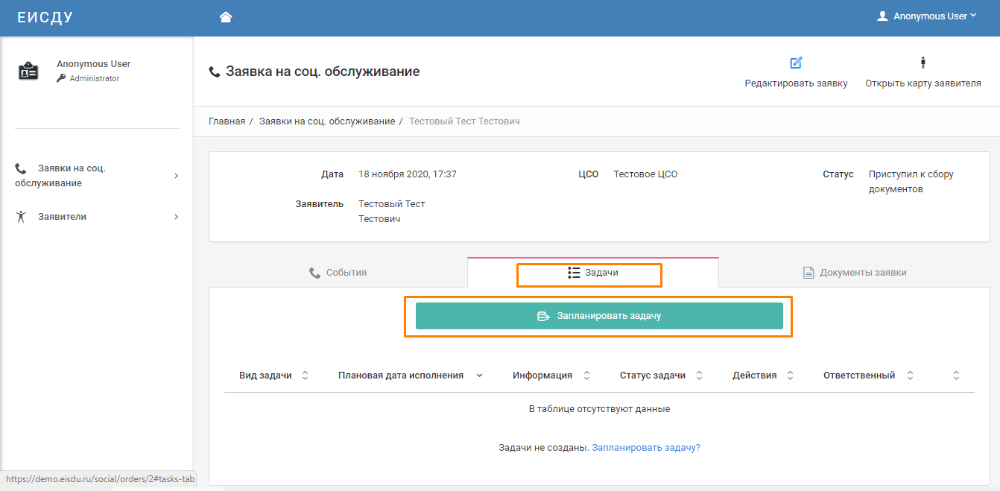 ЕИСДУ
Anonymous User
Anonymous User
Administrator
Заявки на соц.
обслуживание
Заявители
Заявка на соц. обслуживание
Редактировать заявку
Открыть карту заявителя
Главная / Заявки на соц. обслуживание / Тестовый Тест Тестович
Дата 18 ноября 2020, 17:37
ЦСО Тестовое ЦСО
Статус Приступил к сбору
документов
Заявитель Тестовый Тест
Тестович
События
Задачи
Документы заявки
Запланировать задачу
Вид задачи Плановая дата исполнения Информация Статус задачи Действия Ответственный
В таблице отсутствуют данные
Задачи не созданы. Запланировать задачу?
https://demo.eisdu.ru/social/orders/2#tasks-tab